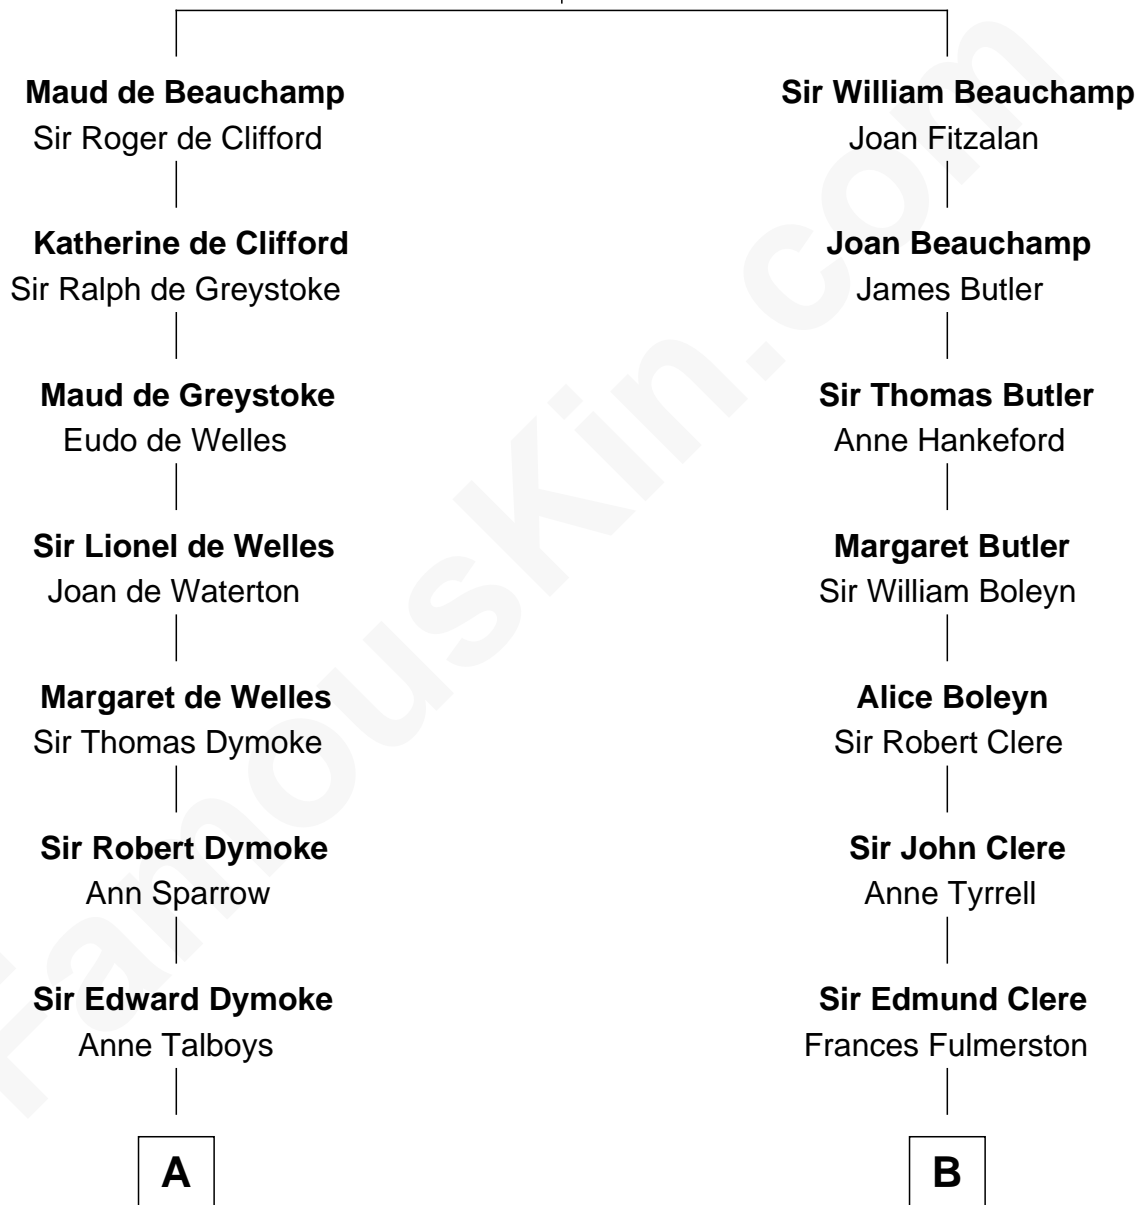 Maud de Beauchamp
Sir Roger de Clifford
Katherine de Clifford
Sir Ralph de Greystoke
Maud de Greystoke
Eudo de Welles
Sir Lionel de Welles
Joan de Waterton
Margaret de Welles
Sir Thomas Dymoke
Sir Robert Dymoke
Ann Sparrow
Sir Edward Dymoke
Anne Talboys
A
Sir William Beauchamp
Joan Fitzalan
Joan Beauchamp
James Butler
Sir Thomas Butler
Anne Hankeford
Margaret Butler
Sir William Boleyn
Alice Boleyn
Sir Robert Clere
Sir John Clere
Anne Tyrrell
Sir Edmund Clere
Frances Fulmerston
B
FamousKin.com